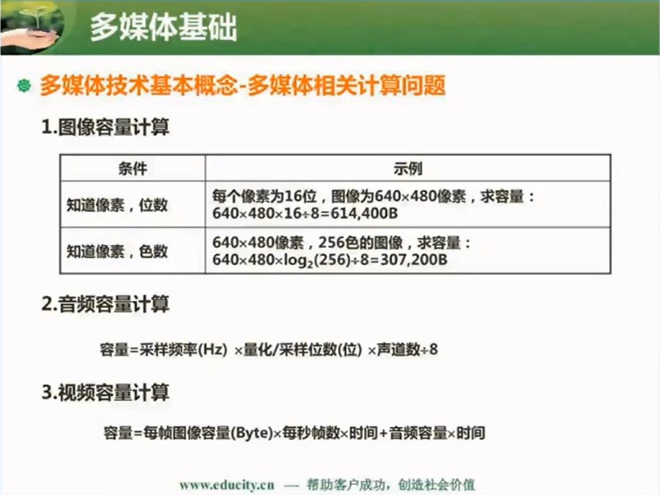 多媒体基础
多媒体技术基本概念-多媒体相关计算问题
1.图像容量计算
条件
示例
知道像素，位数
每个像素为16位，图像为640×480像素，求容量：
640×480×16÷8=614,400B
知道像素，色数
640×480像素，256色的图像，求容量：
640×480×log₂(256)÷8=307,200B
2.音频容量计算
容量=采样频率(Hz) ×量化/采样位数(位) ×声道数÷8
3.视频容量计算
容量=每帧图像容量(Byte)×每秒帧数×时间+音频容量×时间
www.educity.cn — 帮助客户成功，创造社会价值